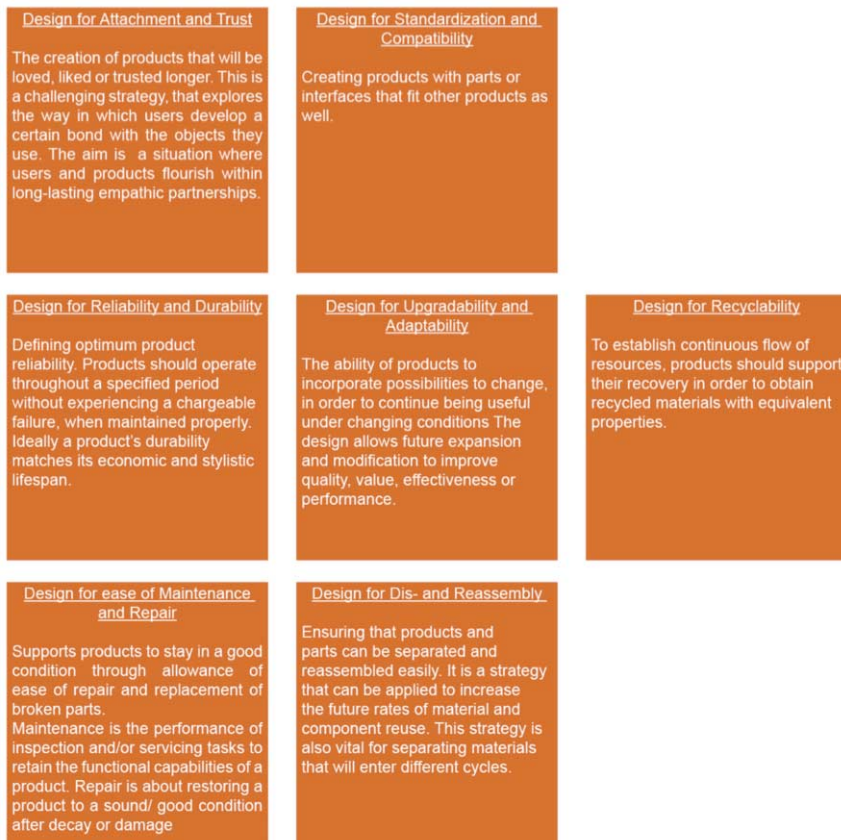 Design for Attachment and Trust
The creation of products that will be
loved, liked or trusted longer. This is
a challenging strategy, that explores
the way in which users develop a
certain bond with the objects they
use. The aim is a situation where
users and products flourish within
long-lasting empathic partnerships.
Design for Standardization and
Compatibility
Creating products with parts or
interfaces that fit other products as
well.
Design for Reliability and Durability
Defining optimum product
reliability. Products should operate
throughout a specified period
without experiencing a chargeable
failure, when maintained properly.
Ideally a product's durability
matches its economic and stylistic
lifespan.
Design for Upgradability and
Adaptability
The ability of products to
incorporate possibilities to change,
in order to continue being useful
under changing conditions The
design allows future expansion
and modification to improve
quality, value, effectiveness or
performance.
Design for Recyclability
To establish continuous flow of
resources, products should support
their recovery in order to obtain
recycled materials with equivalent
properties.
Design for ease of Maintenance
and Repair
Supports products to stay in a good
condition through allowance of
ease of repair and replacement of
broken parts.
Maintenance is the performance of
inspection and/or servicing tasks to
retain the functional capabilities of a
product. Repair is about restoring a
product to a sound/ good condition
after decay or damage
Design for Dis- and Reassembly
Ensuring that products and
parts can be separated and
reassembled easily. It is a strategy
that can be applied to increase
the future rates of material and
component reuse. This strategy is
also vital for separating materials
that will enter different cycles.